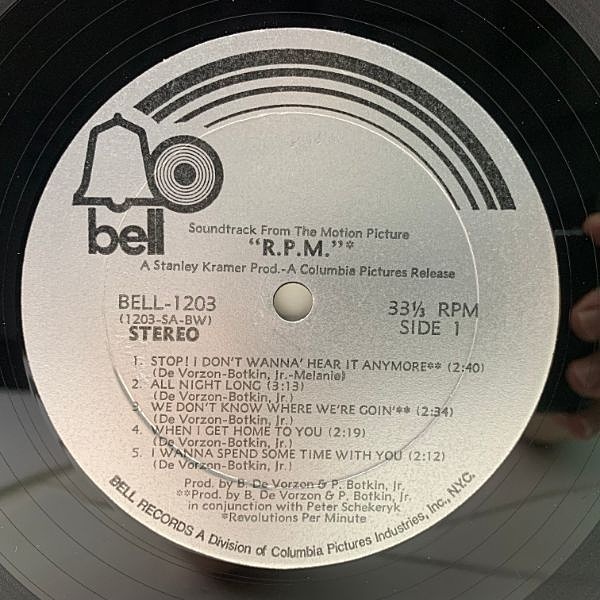 bell
Soundtrack From The Motion Picture
"R.P.M."*
A Stanley Kramer Prod.-A Columbia Pictures Release
BELL-1203
(1203-SA-BW)
STEREO
33⅓ RPM
SIDE 1
1. STOP! I DON'T WANNA' HEAR IT ANYMORE** (2:40)
(De Vorzon-Botkin, Jr.-Melanie)
2. ALL NIGHT LONG (3:13)
(De Vorzon-Botkin, Jr.)
3. WE DON'T KNOW WHERE WE'RE GOIN'** (2:34)
(De Vorzon-Botkin, Jr.)
4. WHEN I GET HOME TO YOU (2:19)
(De Vorzon-Botkin, Jr.)
5. I WANNA SPEND SOME TIME WITH YOU (2:12)
(De Vorzon-Botkin, Jr.)
Prod. by B. De Vorzon & P. Botkin, Jr.
**Prod. by B. De Vorzon & P. Botkin, Jr.
in conjunction with Peter Schekeryk
*Revolutions Per Minute
BELL RECORDS A Division of Columbia Pictures Industries, Inc., N.Y.C.